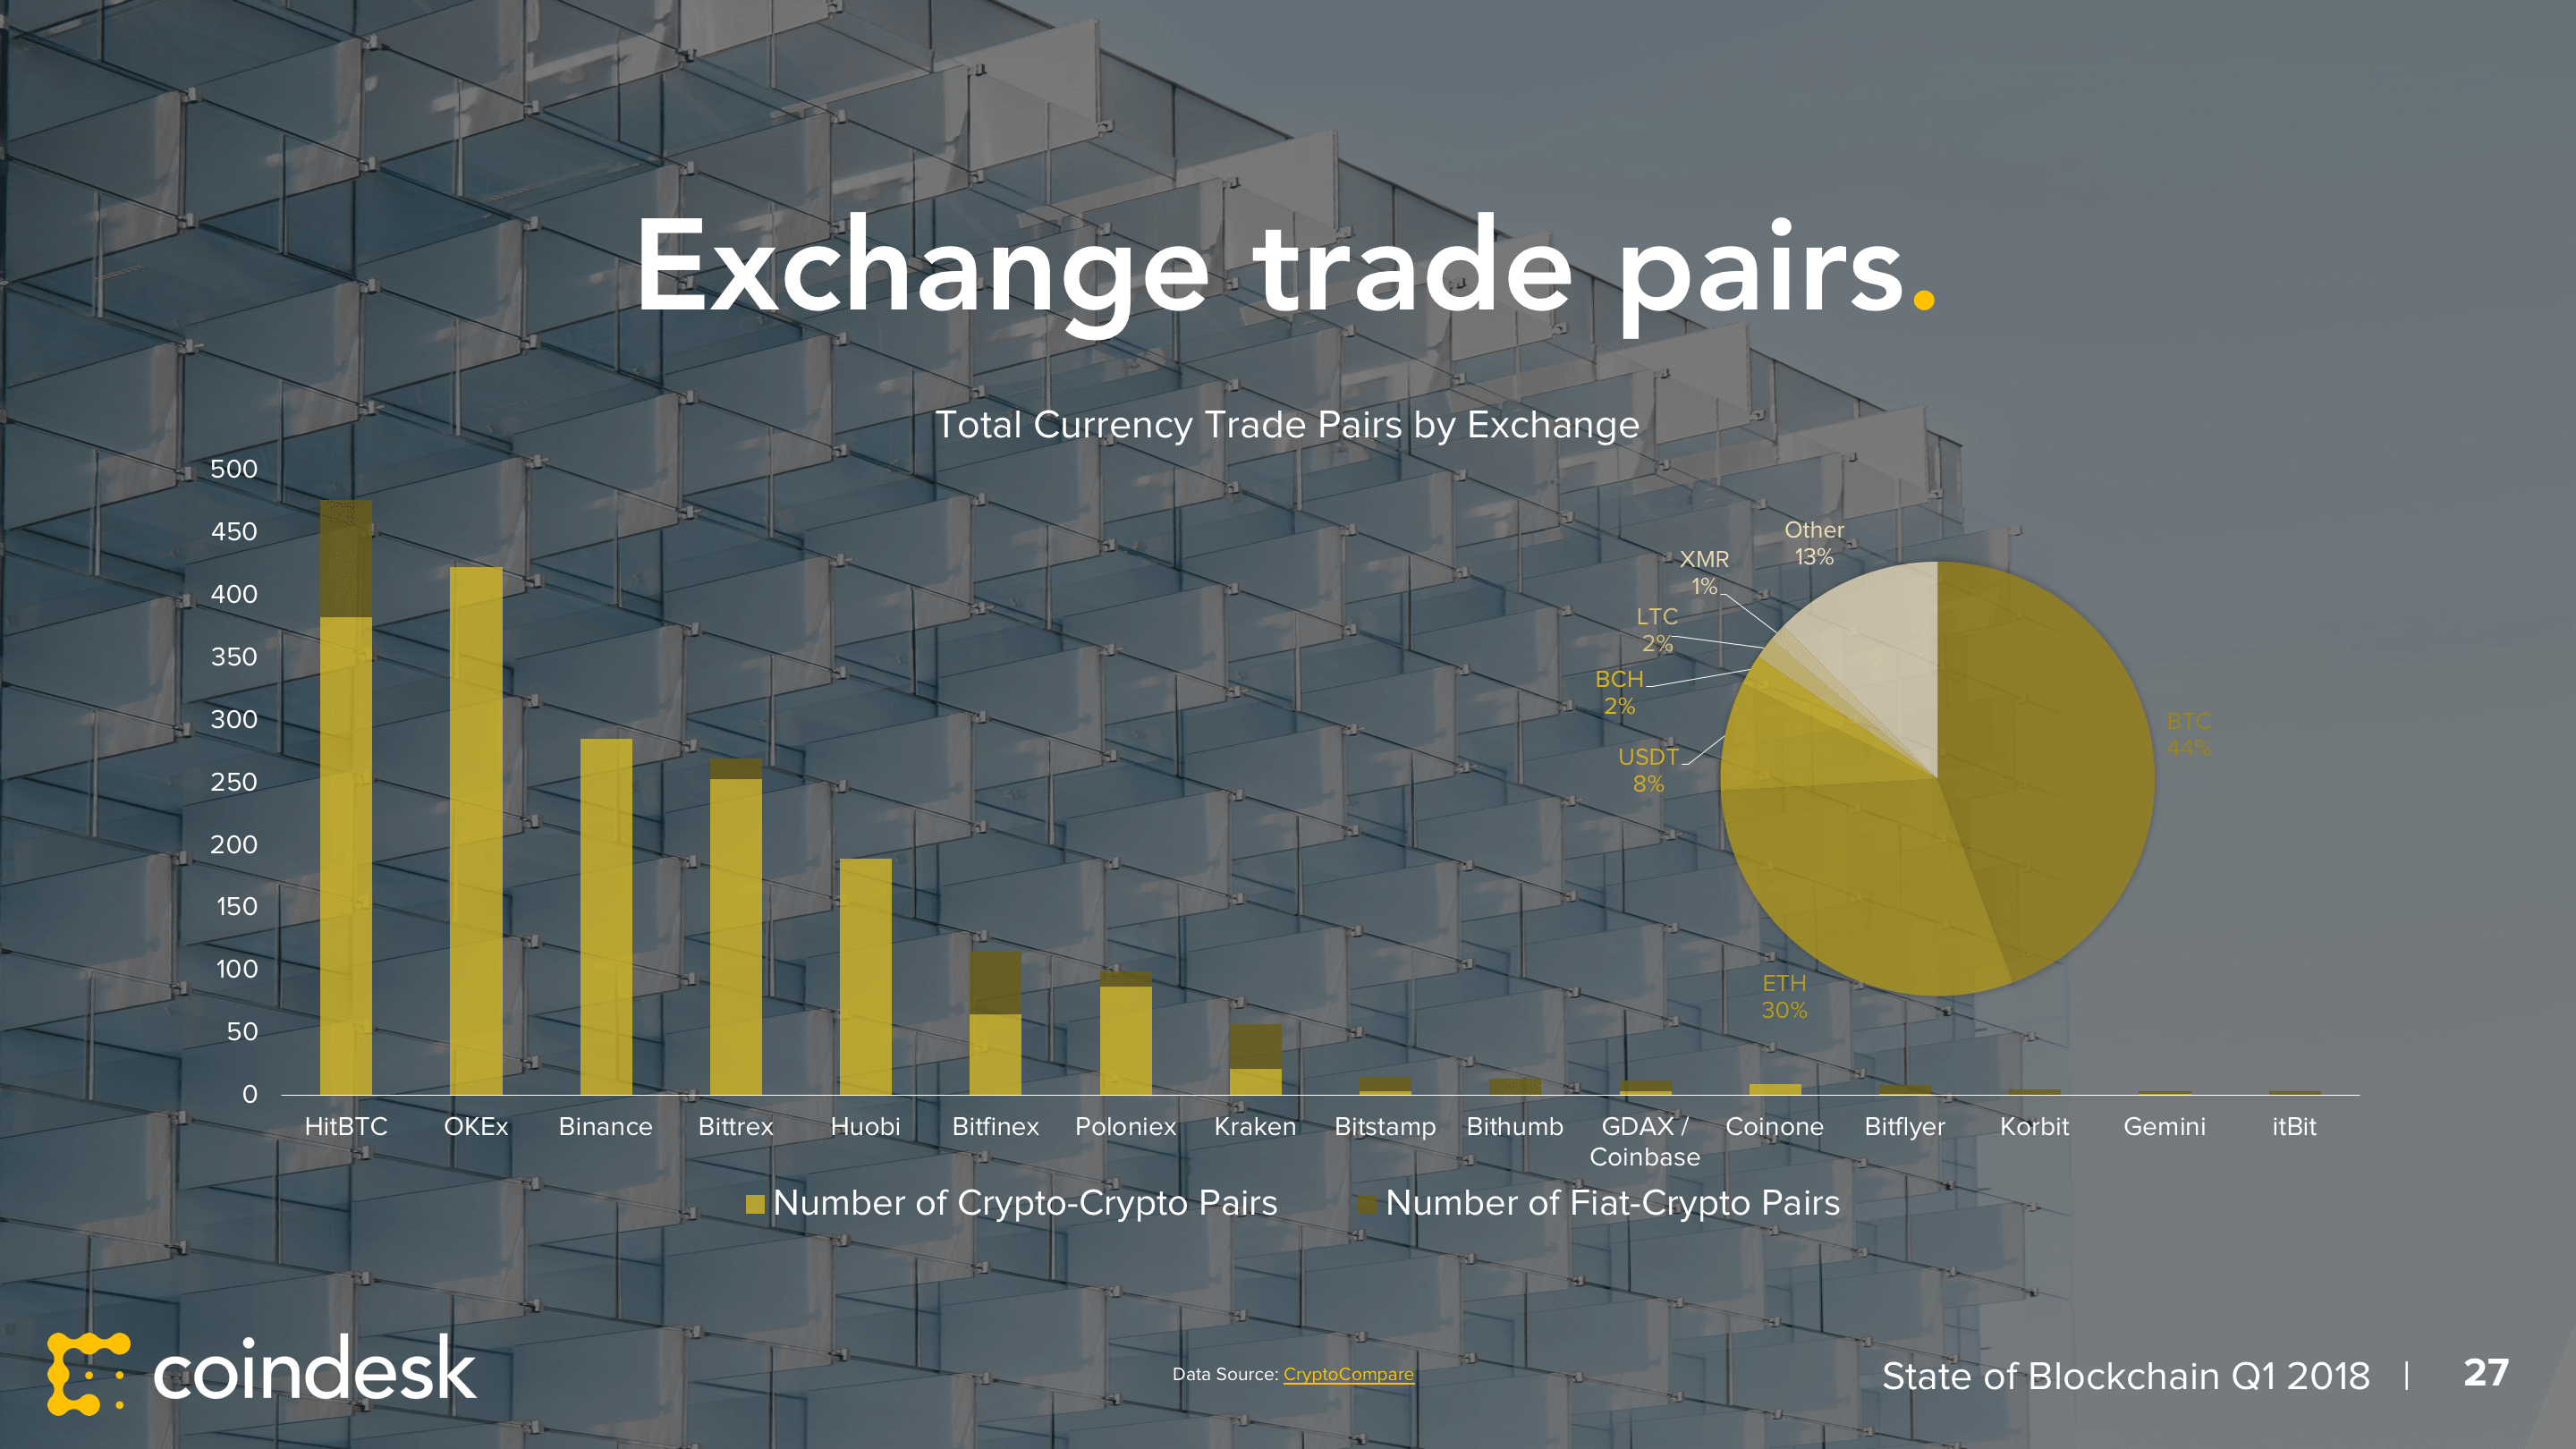 Exchange trade pairs.
Total Currency Trade Pairs by Exchange
500
450
400
350
300
250
200
150
100
50
0
HitBTC
OKEx
Binance
Bittrex
Huobi
Bitfinex
Poloniex
Kraken
Bitstamp
Bithumb
GDAX /
Coinbase
Coinone
Bitflyer
Korbit
Gemini
itBit
Other
13%
XMR
1%
LTC
2%
BCH
2%
USDT
8%
BTC
44%
ETH
30%
Number of Crypto-Crypto Pairs
Number of Fiat-Crypto Pairs
coindesk
Data Source: CryptoCompare
State of Blockchain Q1 2018 | 27